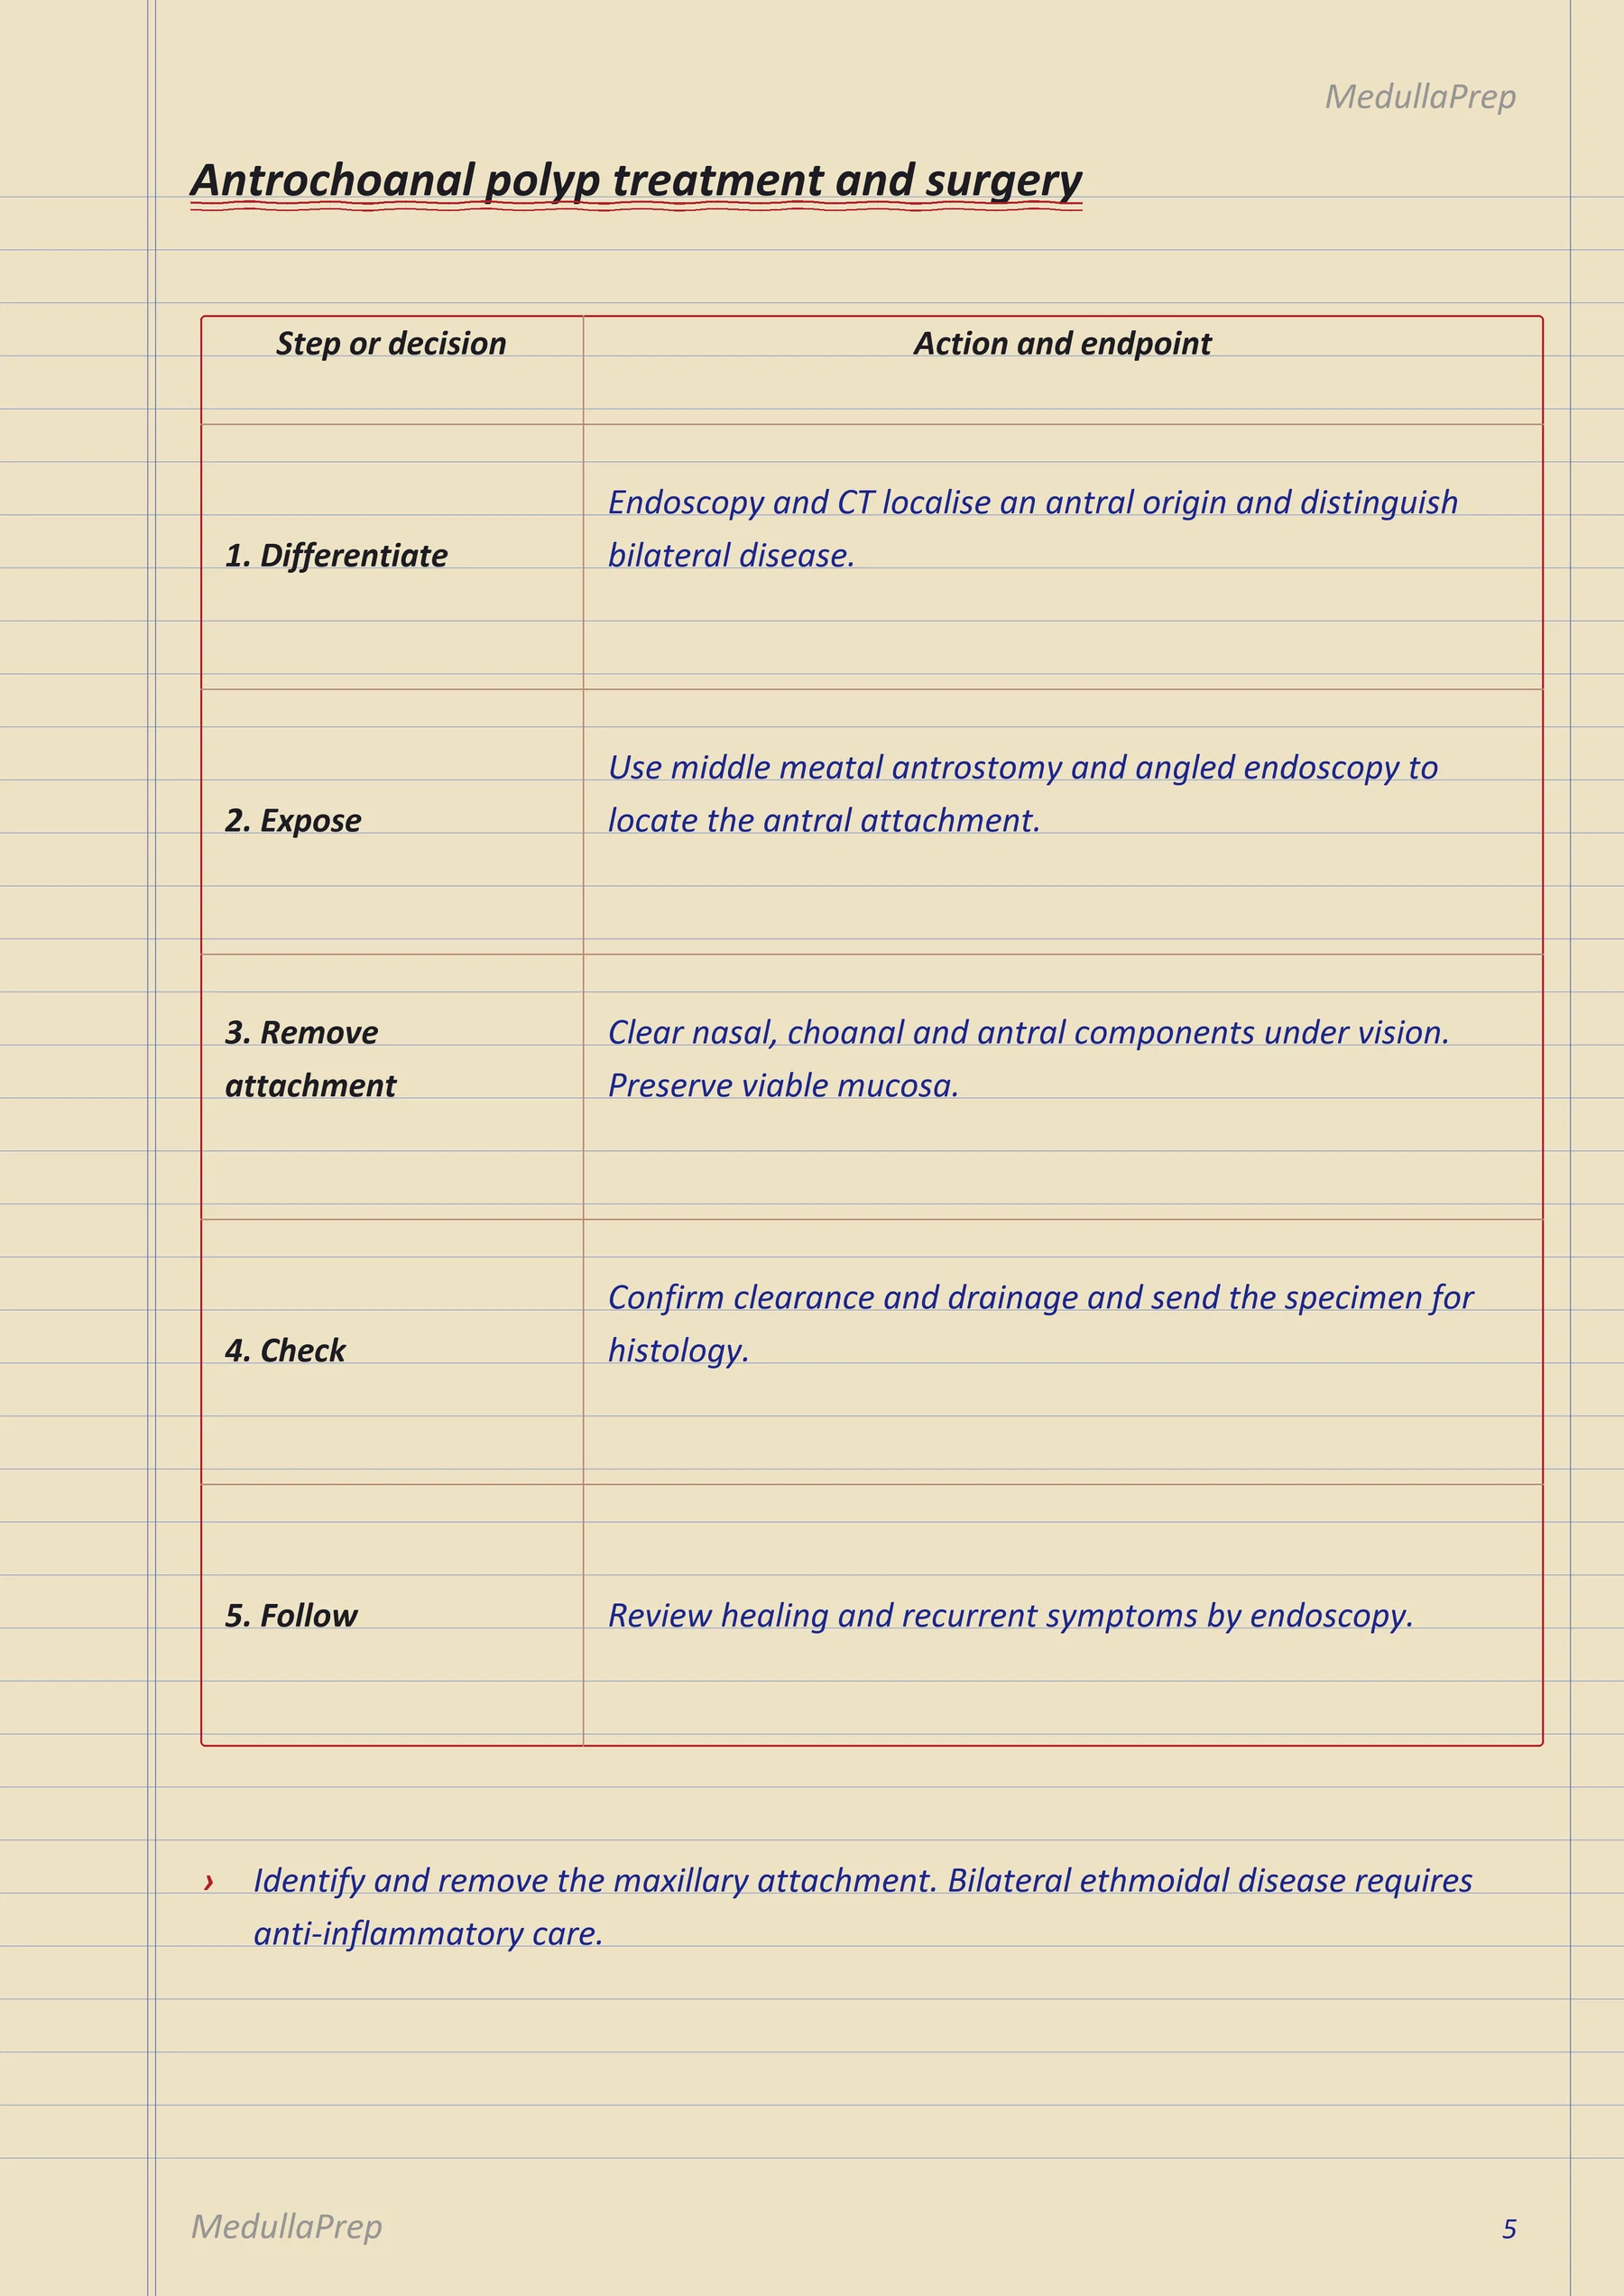 MedullaPrep
Antrochoanal polyp treatment and surgery
Step or decision
Action and endpoint
1. Differentiate
Endoscopy and CT localise an antral origin and distinguish
bilateral disease.
2. Expose
Use middle meatal antrostomy and angled endoscopy to
locate the antral attachment.
3. Remove
attachment
Clear nasal, choanal and antral components under vision.
Preserve viable mucosa.
4. Check
Confirm clearance and drainage and send the specimen for
histology.
5. Follow
Review healing and recurrent symptoms by endoscopy.
› Identify and remove the maxillary attachment. Bilateral ethmoidal disease requires
anti-inflammatory care.
MedullaPrep
5